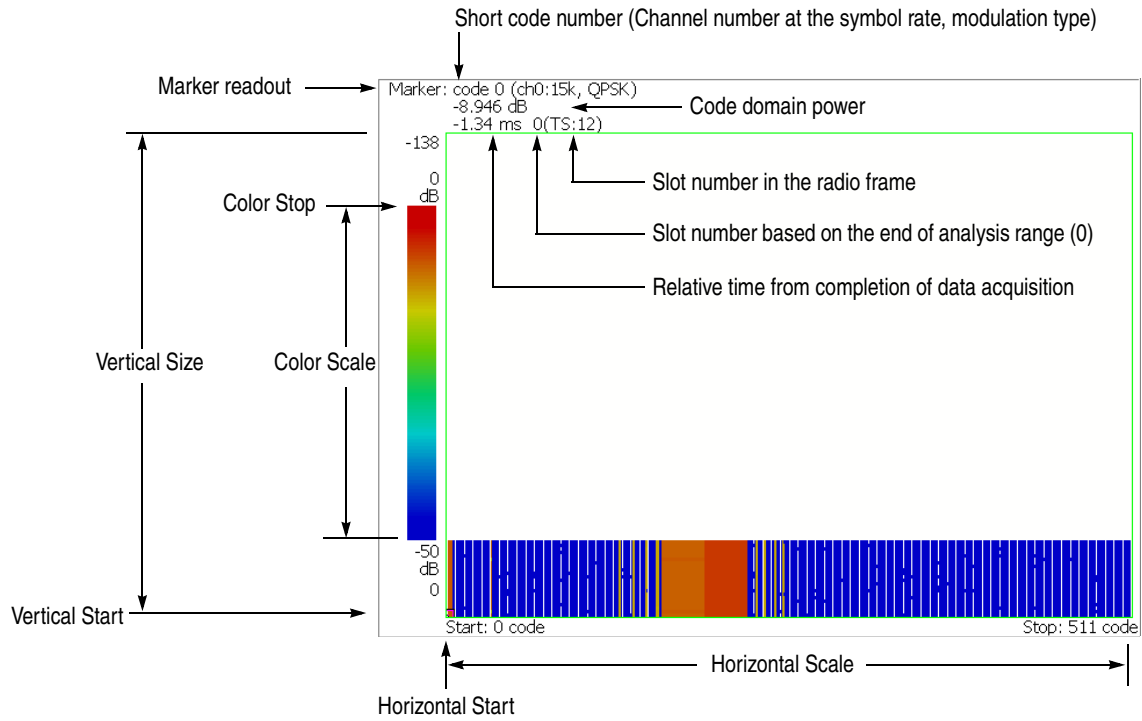 Short code number (Channel number at the symbol rate, modulation type)
Marker readout
Marker: code 0 (ch0:15k, QPSK)
-8.946 dB
Code domain power
-1.34 ms 0(TS:12)
-138
0
dB
Slot number in the radio frame
Color Stop
Slot number based on the end of analysis range (0)
Relative time from completion of data acquisition
Vertical Size
Color Scale
-50
dB
0
Vertical Start
Start: 0 code
Stop: 511 code
Horizontal Scale
Horizontal Start